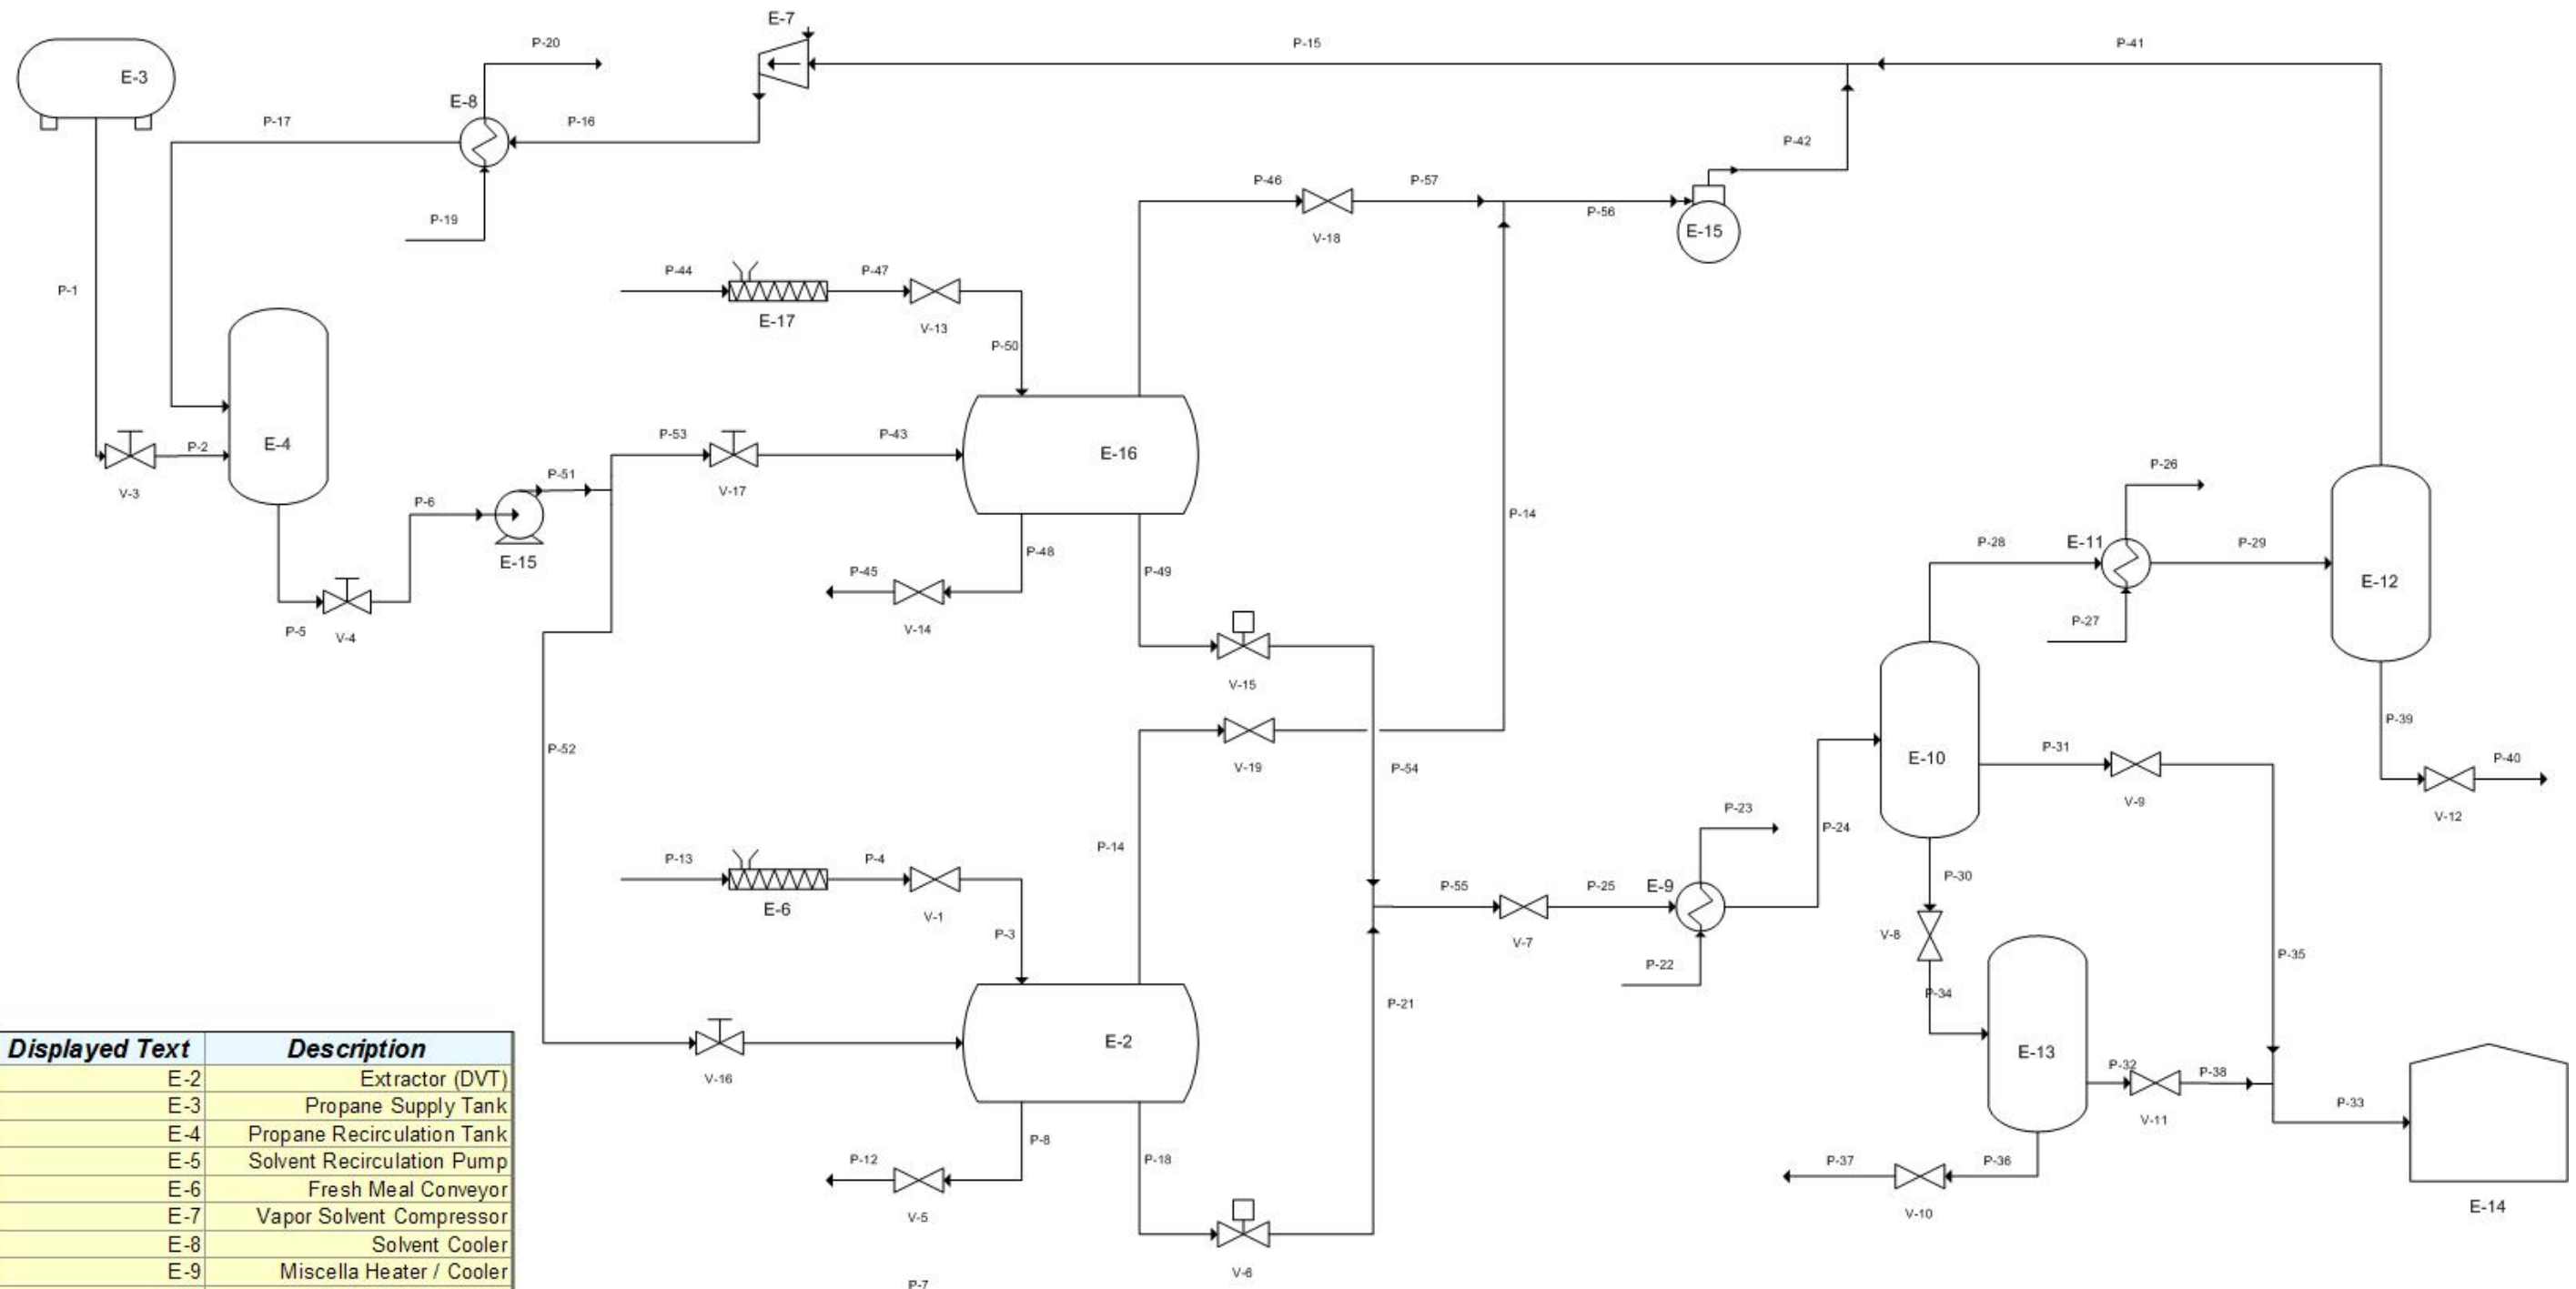 E-7
P-20
P-15
P-41
E-3
E-8
P-17
P-16
P-42
P-19
P-46
P-57
P-56
V-18
E-15
P-44
P-47
E-17
V-13
P-1
P-50
E-4
P-2
V-3
P-53
P-43
V-17
E-16
P-51
P-6
E-15
P-5
V-4
P-14
P-48
P-45
V-14
P-49
V-15
P-26
P-28
E-11
P-29
E-12
P-27
P-52
V-19
P-54
P-39
P-40
V-12
E-10
P-31
V-9
P-23
P-24
P-14
P-13
P-4
E-6
V-1
P-3
P-55
P-25
E-9
V-7
P-22
P-30
V-8
P-34
P-35
P-21
E-2
V-16
E-13
P-32
P-38
V-11
P-33
E-14
P-8
P-12
V-5
P-18
V-6
P-7
P-37
P-36
V-10
Displayed Text Description
E-2 Extractor (DVT)
E-3 Propane Supply Tank
E-4 Propane Recirculation Tank
E-5 Solvent Recirculation Pump
E-6 Fresh Meal Conveyor
E-7 Vapor Solvent Compressor
E-8 Solvent Cooler
E-9 Miscella Heater / Cooler